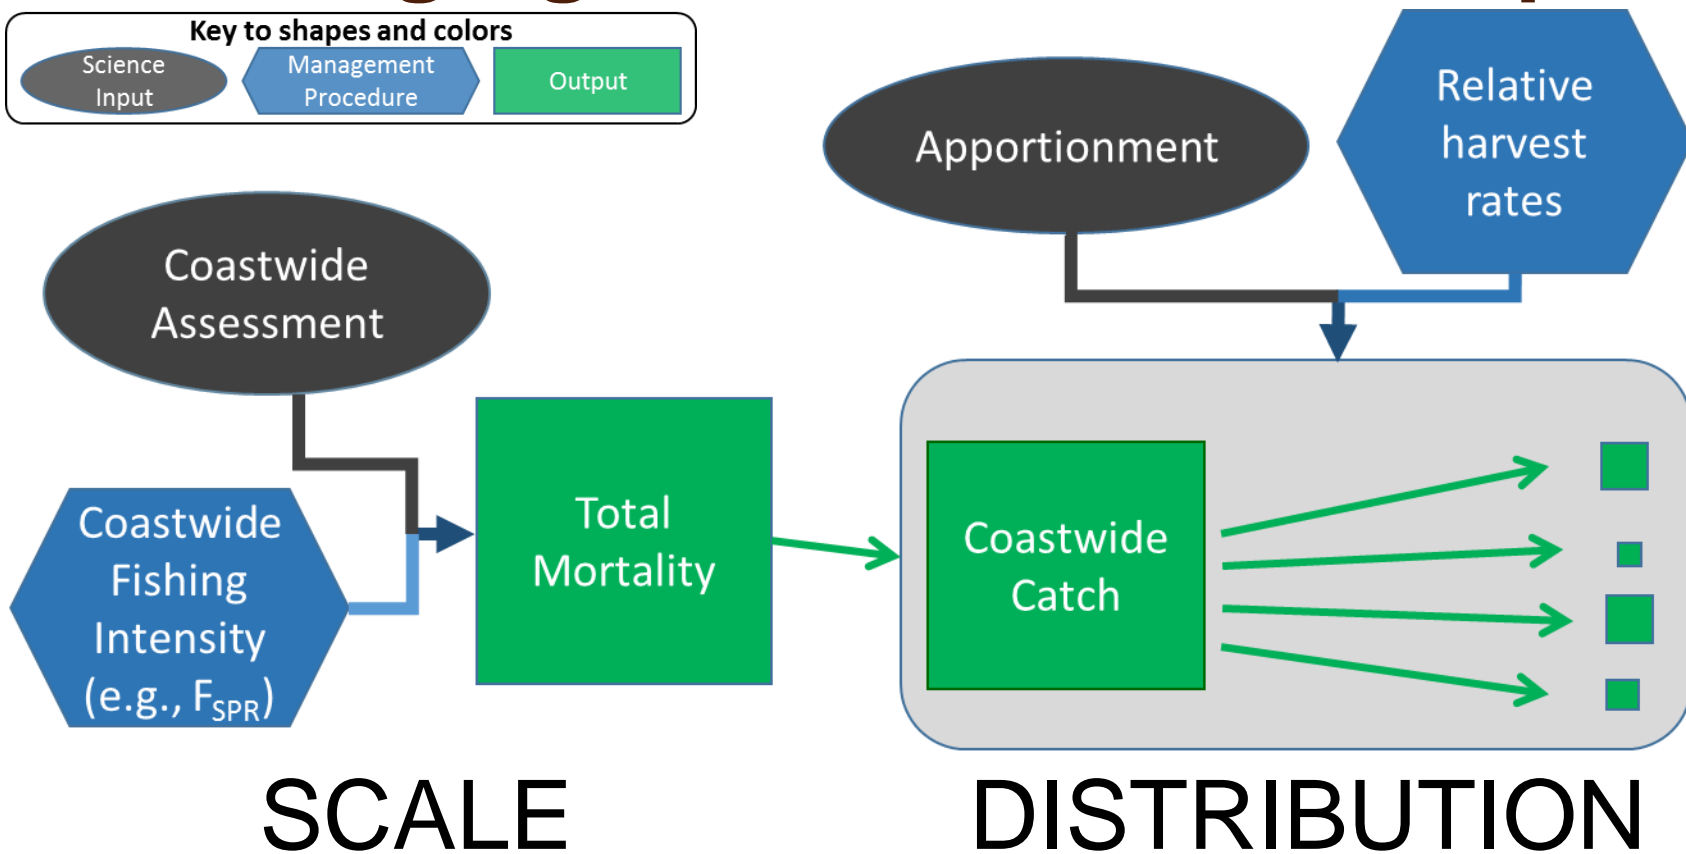 Key to shapes and colors
Science
Input
Management
Procedure
Output
Apportionment
Relative
harvest
rates
Coastwide
Assessment
Coastwide
Fishing
Intensity
(e.g., F_SPR)
Total
Mortality
Coastwide
Catch
SCALE
DISTRIBUTION